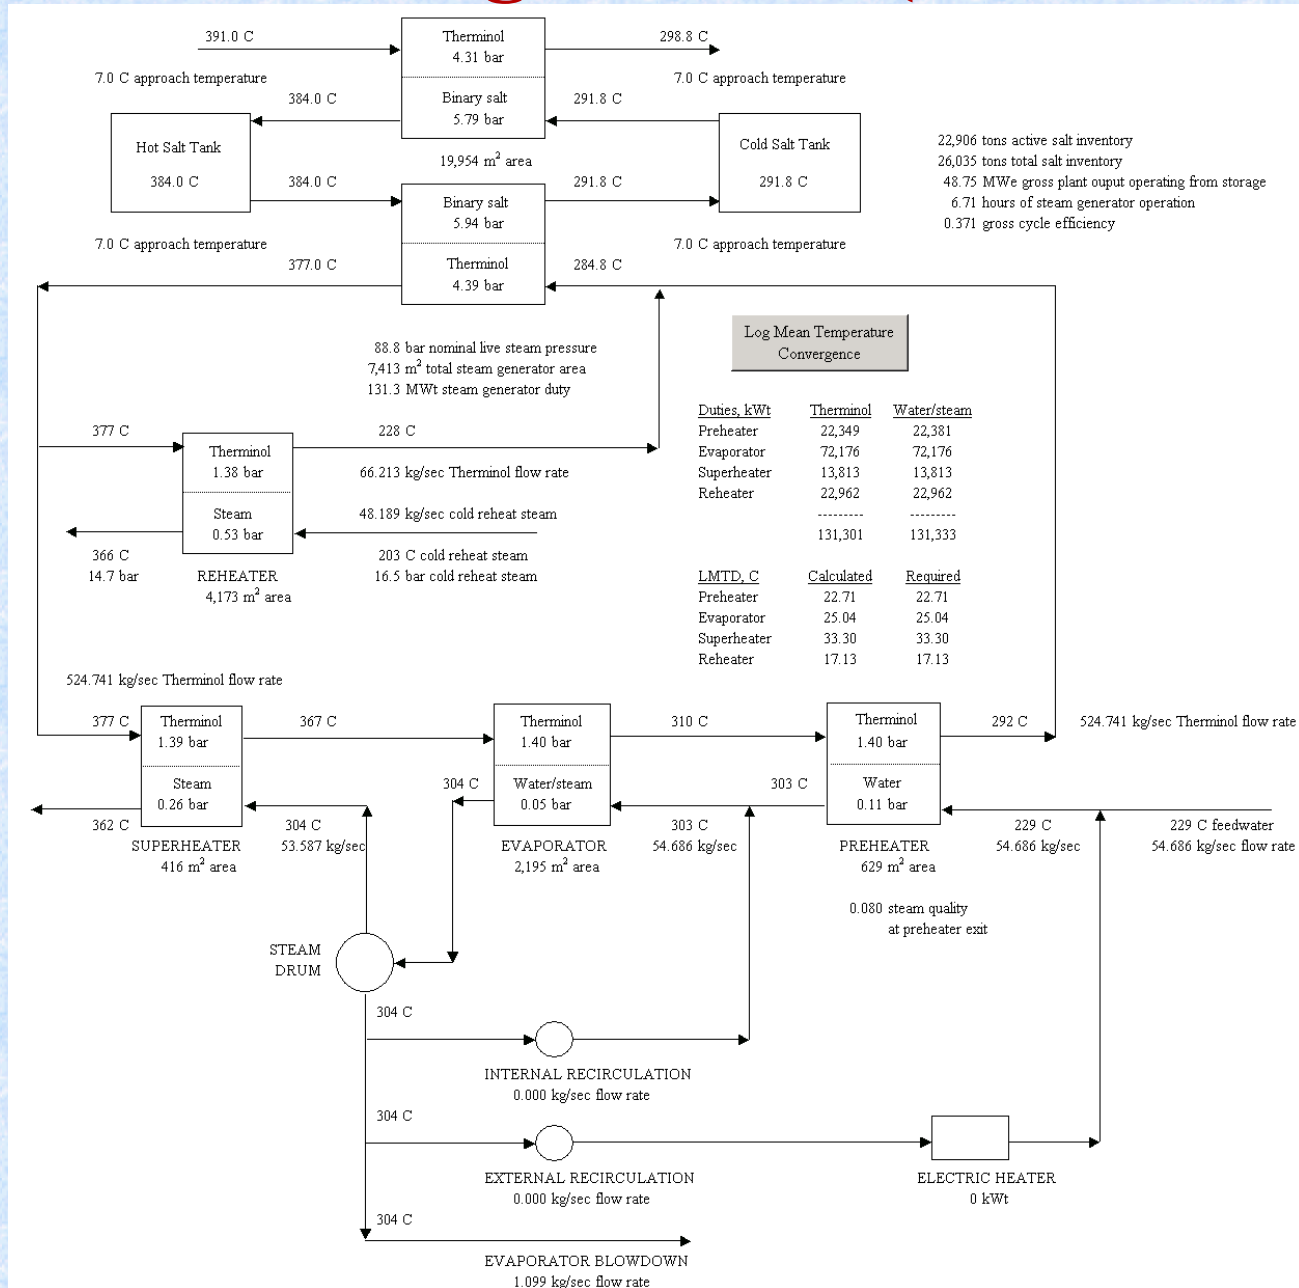 391.0 C
Therminol
4.31 bar
298.8 C
7.0 C approach temperature
7.0 C approach temperature
384.0 C
Binary salt
5.79 bar
291.8 C
Hot Salt Tank
384.0 C
Cold Salt Tank
291.8 C
19,954 m² area
22,906 tons active salt inventory
26,035 tons total salt inventory
48.75 MWe gross plant ouput operating from storage
6.71 hours of steam generator operation
0.371 gross cycle efficiency
384.0 C
Binary salt
5.94 bar
291.8 C
7.0 C approach temperature
7.0 C approach temperature
377.0 C
Therminol
4.39 bar
284.8 C
88.8 bar nominal live steam pressure
7,413 m² total steam generator area
131.3 MWt steam generator duty
Log Mean Temperature
Convergence
Duties, kWt Therminol Water/steam
Preheater 22,349 22,381
Evaporator 72,176 72,176
Superheater 13,813 13,813
Reheater 22,962 22,962
-------- --------
131,301 131,333
LMTD, C Calculated Required
Preheater 22.71 22.71
Evaporator 25.04 25.04
Superheater 33.30 33.30
Reheater 17.13 17.13
377 C
Therminol
1.38 bar
228 C
66.213 kg/sec Therminol flow rate
Steam
0.53 bar
48.189 kg/sec cold reheat steam
366 C
14.7 bar
203 C cold reheat steam
16.5 bar cold reheat steam
REHEATER
4,173 m² area
524.741 kg/sec Therminol flow rate
377 C
Therminol
1.39 bar
367 C
Therminol
1.40 bar
310 C
Therminol
1.40 bar
292 C
524.741 kg/sec Therminol flow rate
Steam
0.26 bar
304 C
Water/steam
0.05 bar
303 C
Water
0.11 bar
362 C
304 C
53.587 kg/sec
303 C
54.686 kg/sec
229 C
54.686 kg/sec
229 C feedwater
54.686 kg/sec flow rate
SUPERHEATER
416 m² area
EVAPORATOR
2,195 m² area
PREHEATER
629 m² area
0.080 steam quality
at preheater exit
STEAM
DRUM
304 C
INTERNAL RECIRCULATION
0.000 kg/sec flow rate
304 C
EXTERNAL RECIRCULATION
0.000 kg/sec flow rate
ELECTRIC HEATER
0 kWt
304 C
EVAPORATOR BLOWDOWN
1.099 kg/sec flow rate